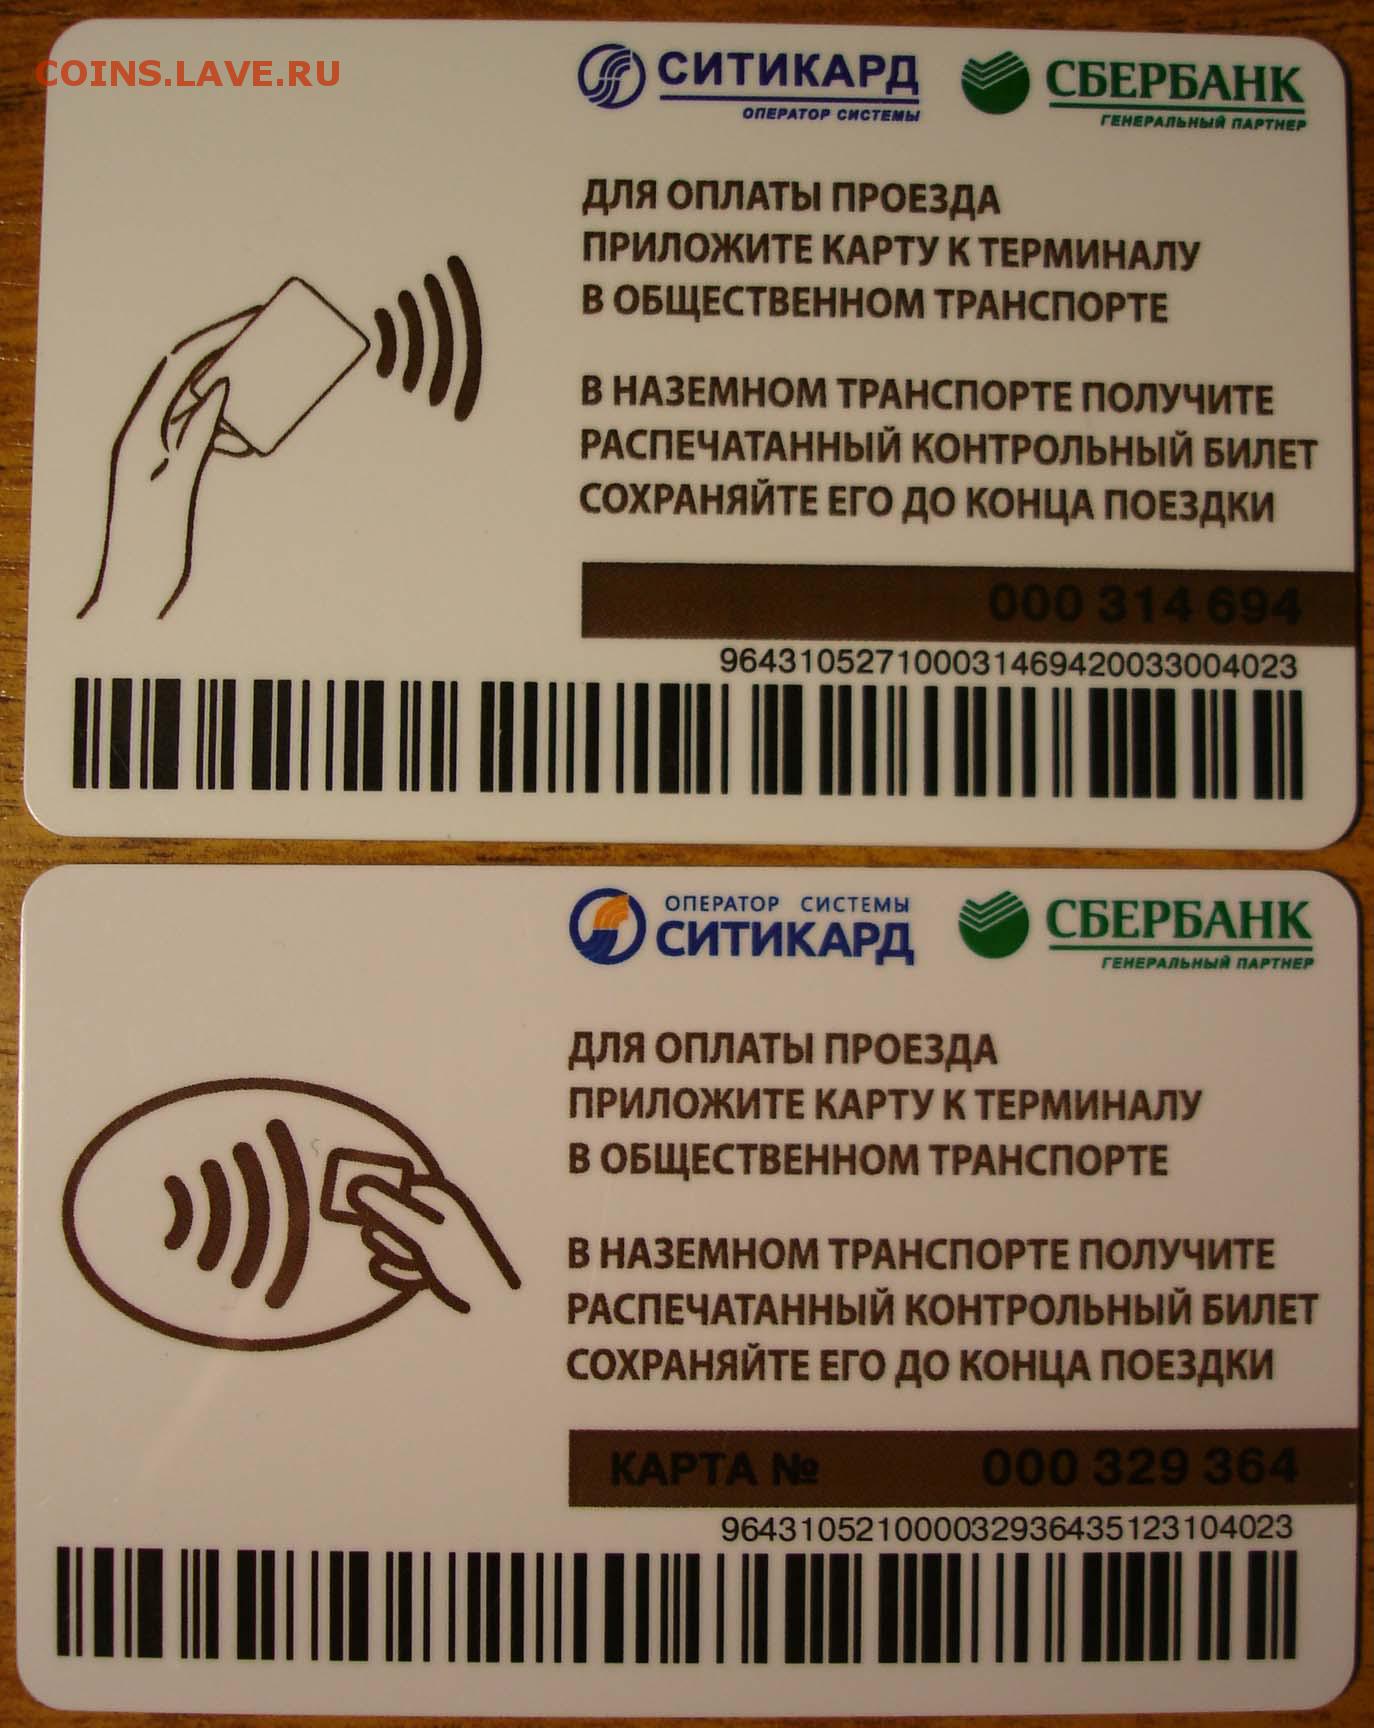 COINS.LAVE.RU
СИТИКАРД
ОПЕРАТОР СИСТЕМЫ
СБЕРБАНК
ГЕНЕРАЛЬНЫЙ ПАРТНЕР
ДЛЯ ОПЛАТЫ ПРОЕЗДА
ПРИЛОЖИТЕ КАРТУ К ТЕРМИНАЛУ
В ОБЩЕСТВЕННОМ ТРАНСПОРТЕ
В НАЗЕМНОМ ТРАНСПОРТЕ ПОЛУЧИТЕ
РАСПЕЧАТАННЫЙ КОНТРОЛЬНЫЙ БИЛЕТ
СОХРАНЯЙТЕ ЕГО ДО КОНЦА ПОЕЗДКИ
000 314 694
964310527100031469420033004023
ОПЕРАТОР СИСТЕМЫ
СИТИКАРД
СБЕРБАНК
ГЕНЕРАЛЬНЫЙ ПАРТНЕР
ДЛЯ ОПЛАТЫ ПРОЕЗДА
ПРИЛОЖИТЕ КАРТУ К ТЕРМИНАЛУ
В ОБЩЕСТВЕННОМ ТРАНСПОРТЕ
В НАЗЕМНОМ ТРАНСПОРТЕ ПОЛУЧИТЕ
РАСПЕЧАТАННЫЙ КОНТРОЛЬНЫЙ БИЛЕТ
СОХРАНЯЙТЕ ЕГО ДО КОНЦА ПОЕЗДКИ
КАРТА № 000 329 364
964310521000032936435123104023